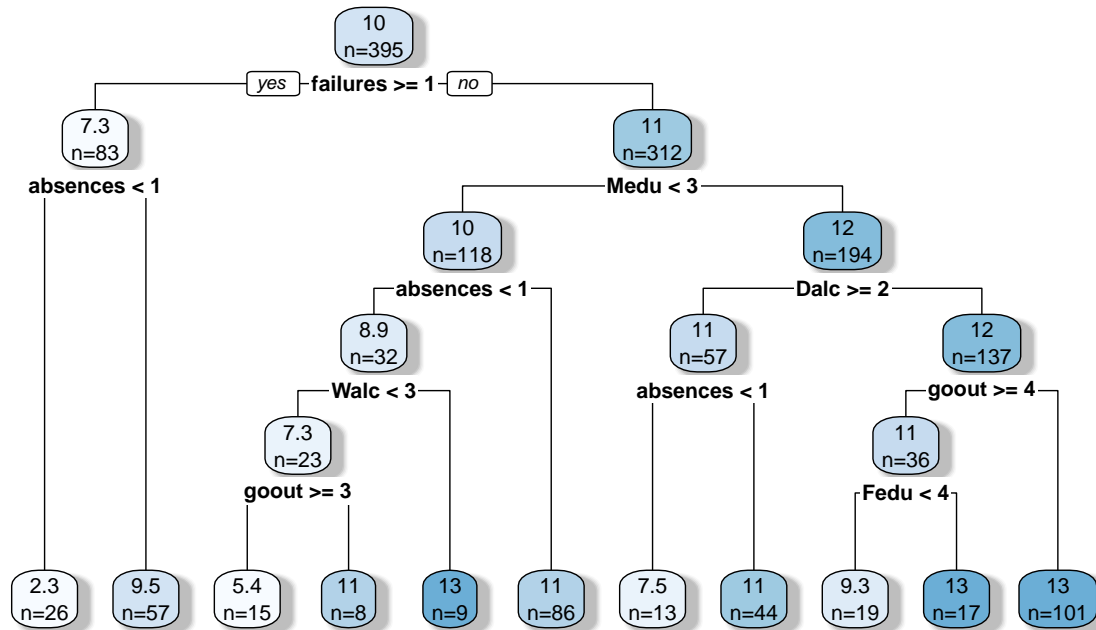 10
n=395
yes failures >= 1 no
7.3
n=83
11
n=312
absences < 1
Medu < 3
10
n=118
12
n=194
absences < 1
Dalc >= 2
8.9
n=32
11
n=57
12
n=137
Walc < 3
absences < 1
goout >= 4
7.3
n=23
11
n=36
goout >= 3
Fedu < 4
2.3
n=26
9.5
n=57
5.4
n=15
11
n=8
13
n=9
11
n=86
7.5
n=13
11
n=44
9.3
n=19
13
n=17
13
n=101